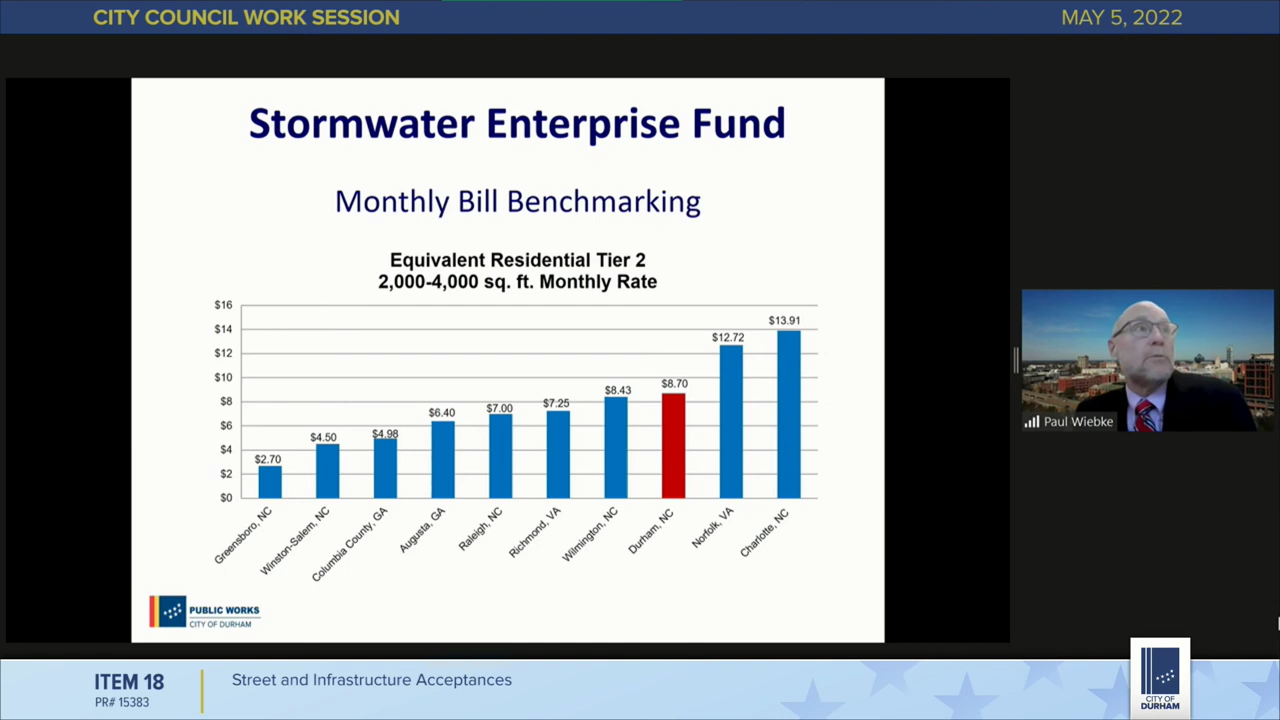 CITY COUNCIL WORK SESSION
MAY 5, 2022
Stormwater Enterprise Fund
Monthly Bill Benchmarking
Equivalent Residential Tier 2
2,000-4,000 sq. ft. Monthly Rate
$16
$14
$12
$10
$8
$6
$4
$2
$0
$2.70
$4.50
$4.98
$6.40
$7.00
$7.25
$8.43
$8.70
$12.72
$13.91
Greensboro, NC
Winston-Salem, NC
Columbia County, GA
Augusta, GA
Raleigh, NC
Richmond, VA
Wilmington, NC
Durham, NC
Norfolk, VA
Charlotte, NC
PUBLIC WORKS
CITY OF DURHAM
Paul Wiebke
ITEM 18
PR# 15383
Street and Infrastructure Acceptances
CITY OF
DURHAM